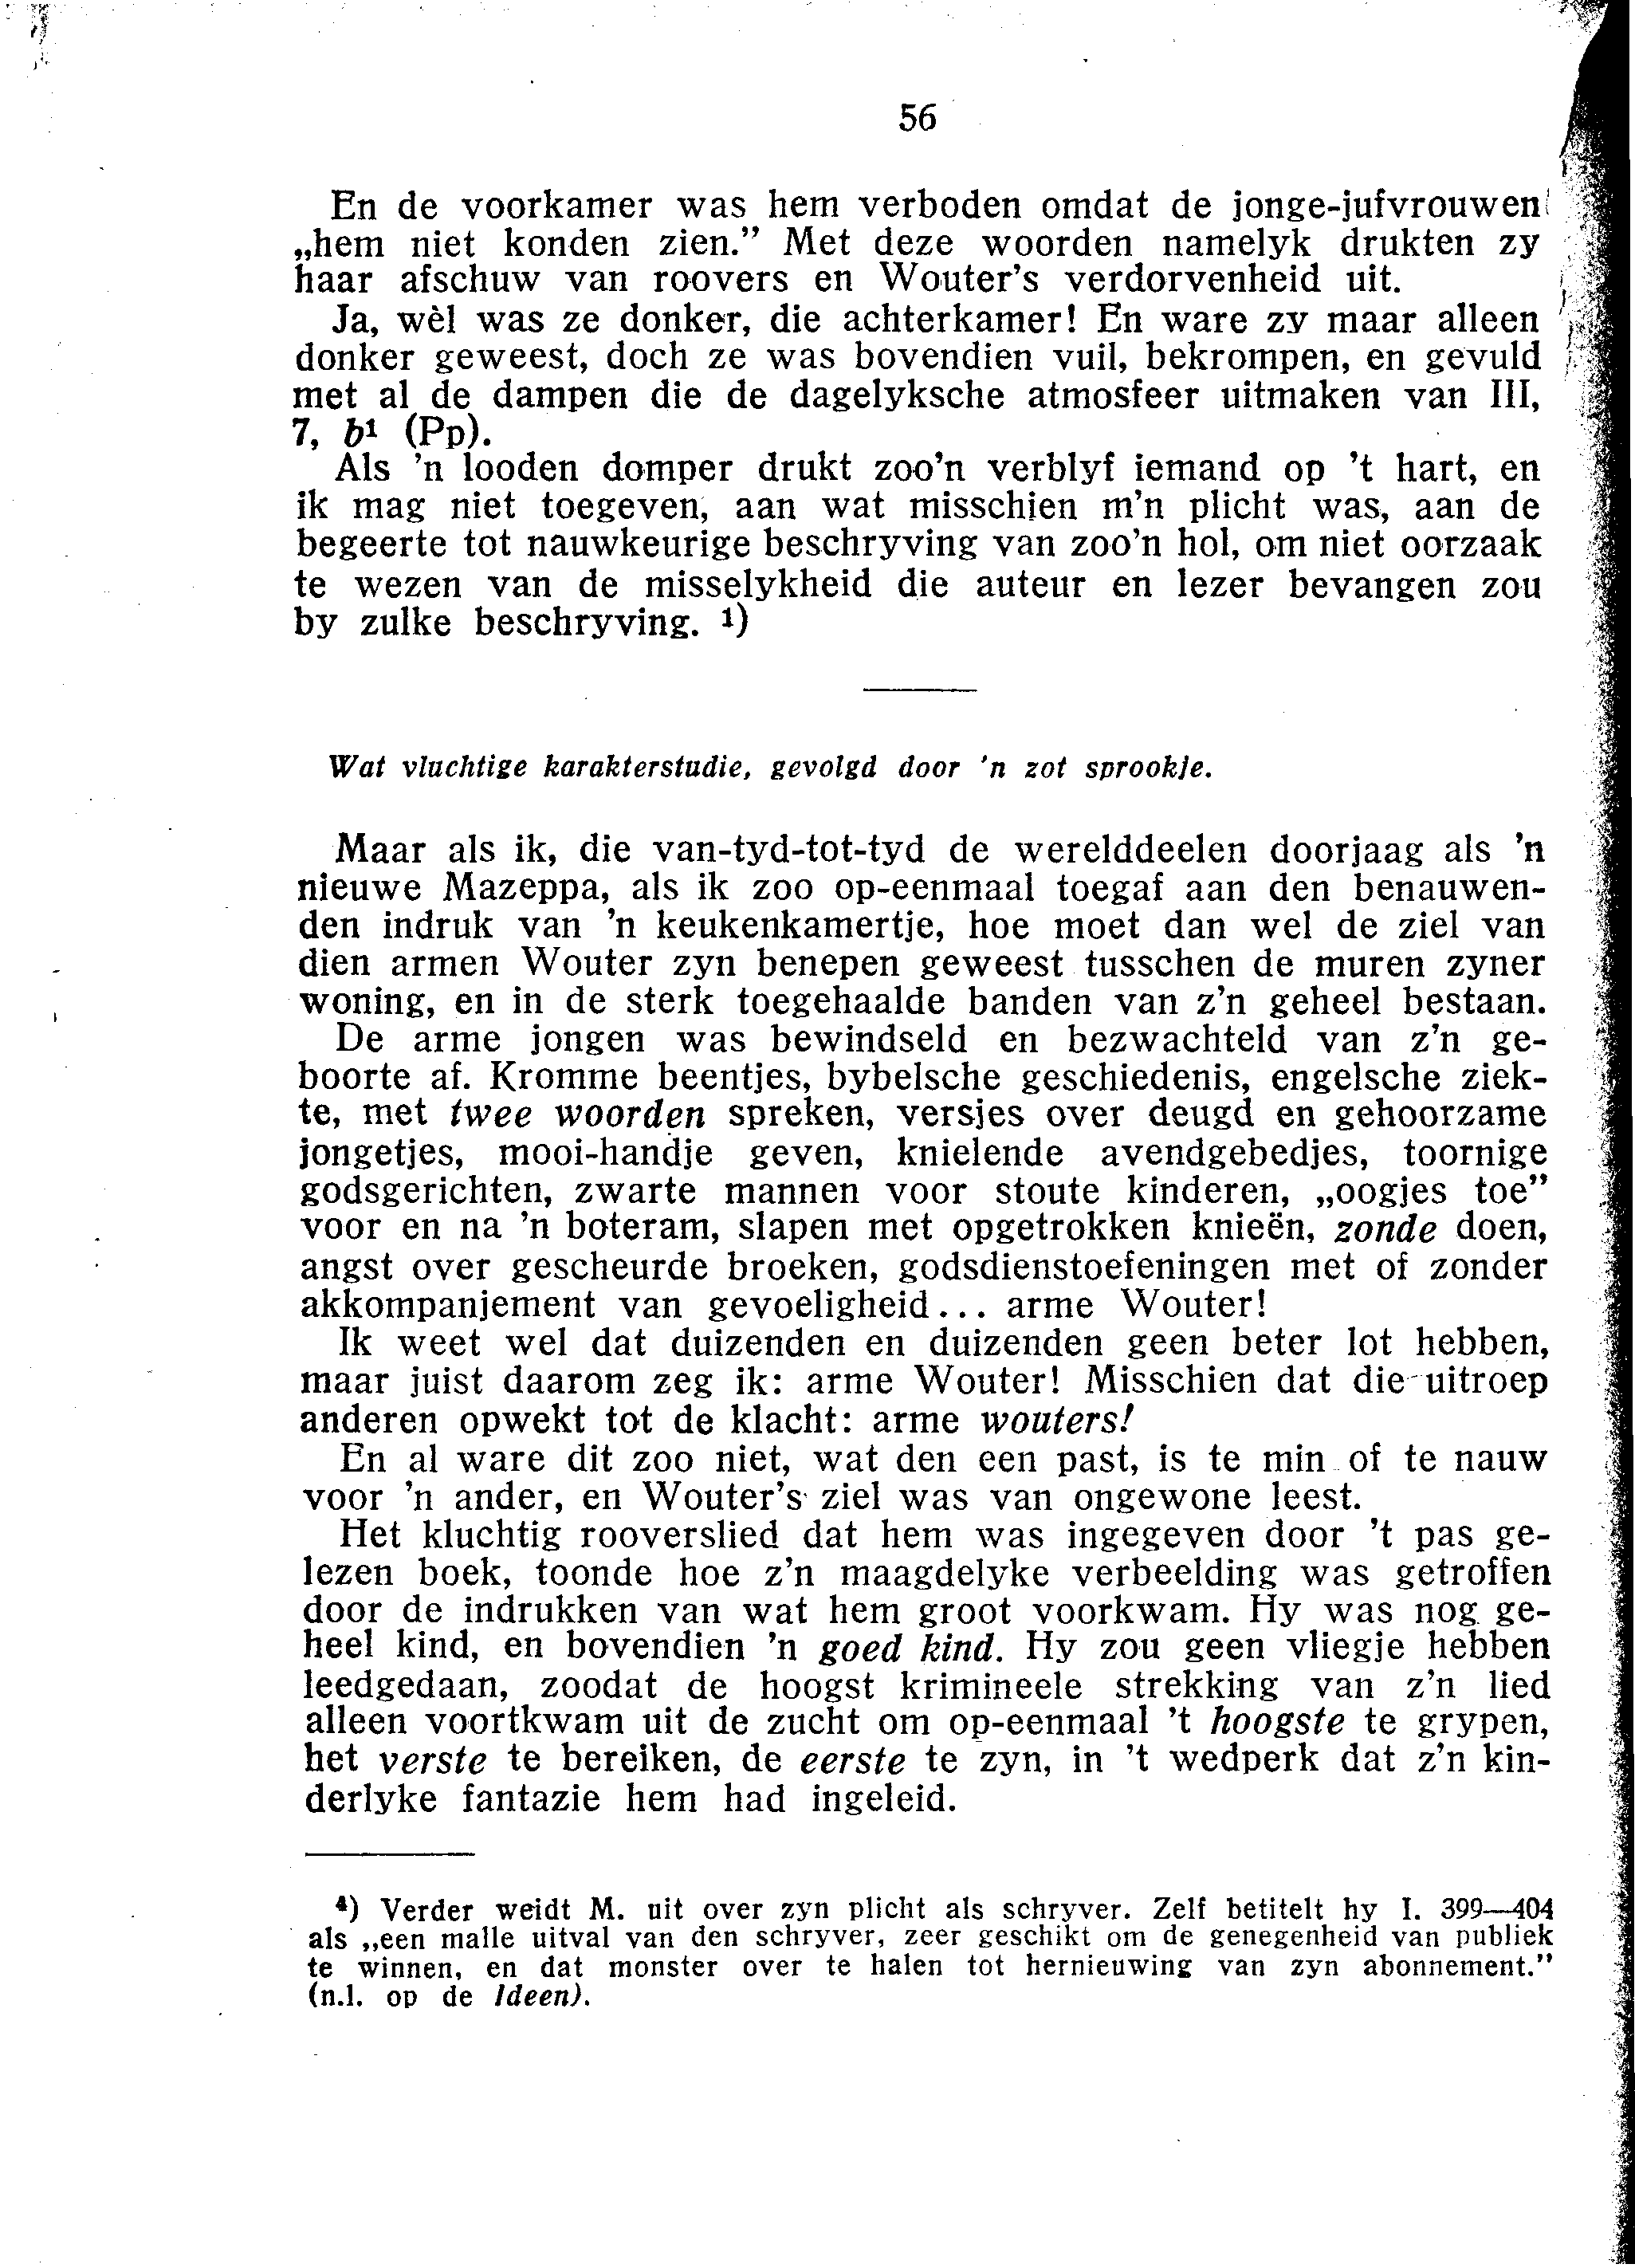 56
En de voorkamer was hem verboden omdat de jonge-jufvrouwen
„hem niet konden zien.” Met deze woorden namelyk drukten zy
haar afschuw van roovers en Wouter's verdorvenheid uit.
Ja, wèl was ze donker, die achterkamer! En ware zy maar alleen
donker geweest, doch ze was bovendien vuil, bekrompen, en gevuld
met al de dampen die de dagelyksche atmosfeer uitmaken van III,
7, b¹ (Pp).
Als 'n looden domper drukt zoo'n verblyf iemand op 't hart, en
ik mag niet toegeven, aan wat misschien m'n plicht was, aan de
begeerte tot nauwkeurige beschryving van zoo'n hol, om niet oorzaak
te wezen van de misselykheid die auteur en lezer bevangen zou
by zulke beschryving. ¹)
Wat vluchtige karakterstudie, gevolgd door 'n zot sprookje.
Maar als ik, die van-tyd-tot-tyd de werelddeelen doorjaag als 'n
nieuwe Mazeppa, als ik zoo op-eenmaal toegaf aan den benauwen-
den indruk van 'n keukenkamertje, hoe moet dan wel de ziel van
dien armen Wouter zyn benepen geweest tusschen de muren zyner
woning, en in de sterk toegehaalde banden van z'n geheel bestaan.
De arme jongen was bewindseld en bezwachteld van z'n ge-
boorte af. Kromme beentjes, bybelsche geschiedenis, engelsche ziek-
te, met twee woorden spreken, versjes over deugd en gehoorzame
jongetjes, mooi-handje geven, knielende avendgebedjes, toornige
godsgerichten, zwarte mannen voor stoute kinderen, „oogjes toe”
voor en na 'n boteram, slapen met opgetrokken knieën, zonde doen,
angst over gescheurde broeken, godsdienstoefeningen met of zonder
akkompanjement van gevoeligheid... arme Wouter!
Ik weet wel dat duizenden en duizenden geen beter lot hebben,
maar juist daarom zeg ik: arme Wouter! Misschien dat die uitroep
anderen opwekt tot de klacht: arme wouters!
En al ware dit zoo niet, wat den een past, is te min of te nauw
voor 'n ander, en Wouter's ziel was van ongewone leest.
Het kluchtig rooverslied dat hem was ingegeven door 't pas ge-
lezen boek, toonde hoe z'n maagdelyke verbeelding was getroffen
door de indrukken van wat hem groot voorkwam. Hy was nog ge-
heel kind, en bovendien 'n goed kind. Hy zou geen vliegje hebben
leedgedaan, zoodat de hoogst krimineele strekking van z'n lied
alleen voortkwam uit de zucht om op-eenmaal 't hoogste te grypen,
het verste te bereiken, de eerste te zyn, in 't wedperk dat z'n kin-
derlyke fantazie hem had ingeleid.
⁴) Verder weidt M. uit over zyn plicht als schryver. Zelf betitelt hy I. 399—404
als „een malle uitval van den schryver, zeer geschikt om de genegenheid van publiek
te winnen, en dat monster over te halen tot hernieuwing van zyn abonnement.”
(n.l. op de Ideen).